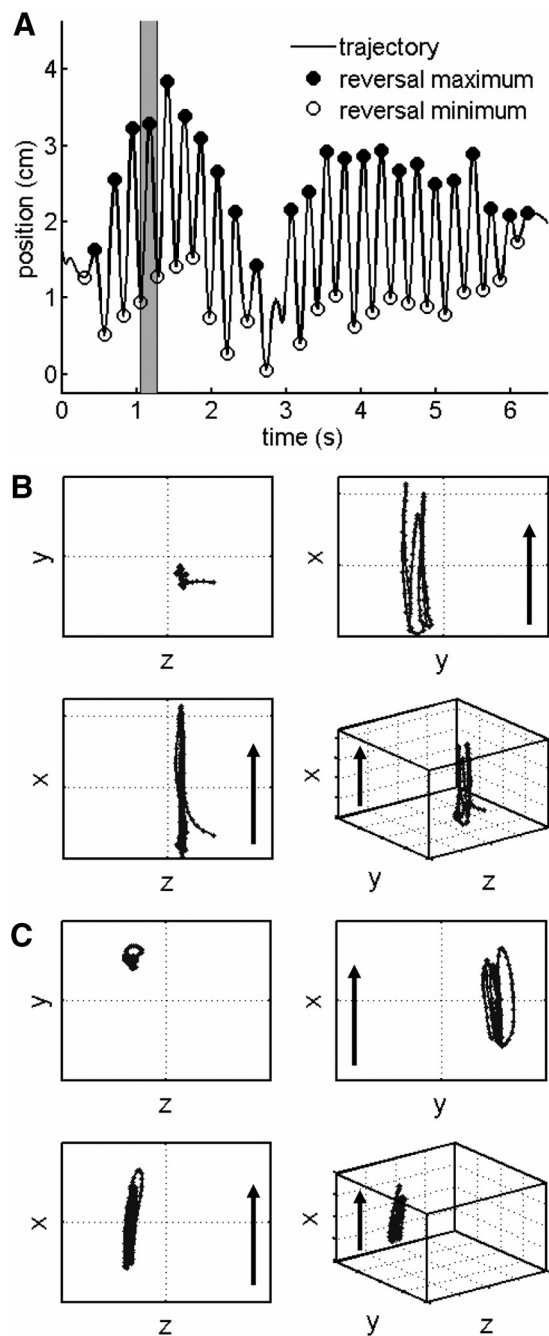 A
trajectory
reversal maximum
reversal minimum
position (cm)
4
3
2
1
0
0 1 2 3 4 5 6
time (s)
B
y
z
x
y
x
z
x
y z
C
y
z
x
y
x
z
x
y z